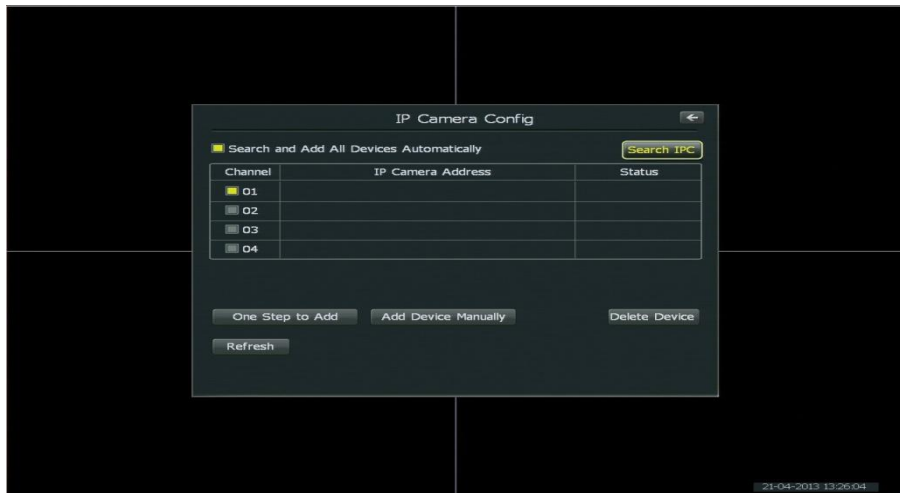 IP Camera Config
Search and Add All Devices Automatically
Search IPC
Channel IP Camera Address Status
01
02
03
04
One Step to Add Add Device Manually Delete Device
Refresh
21-04-2013 13:26:04